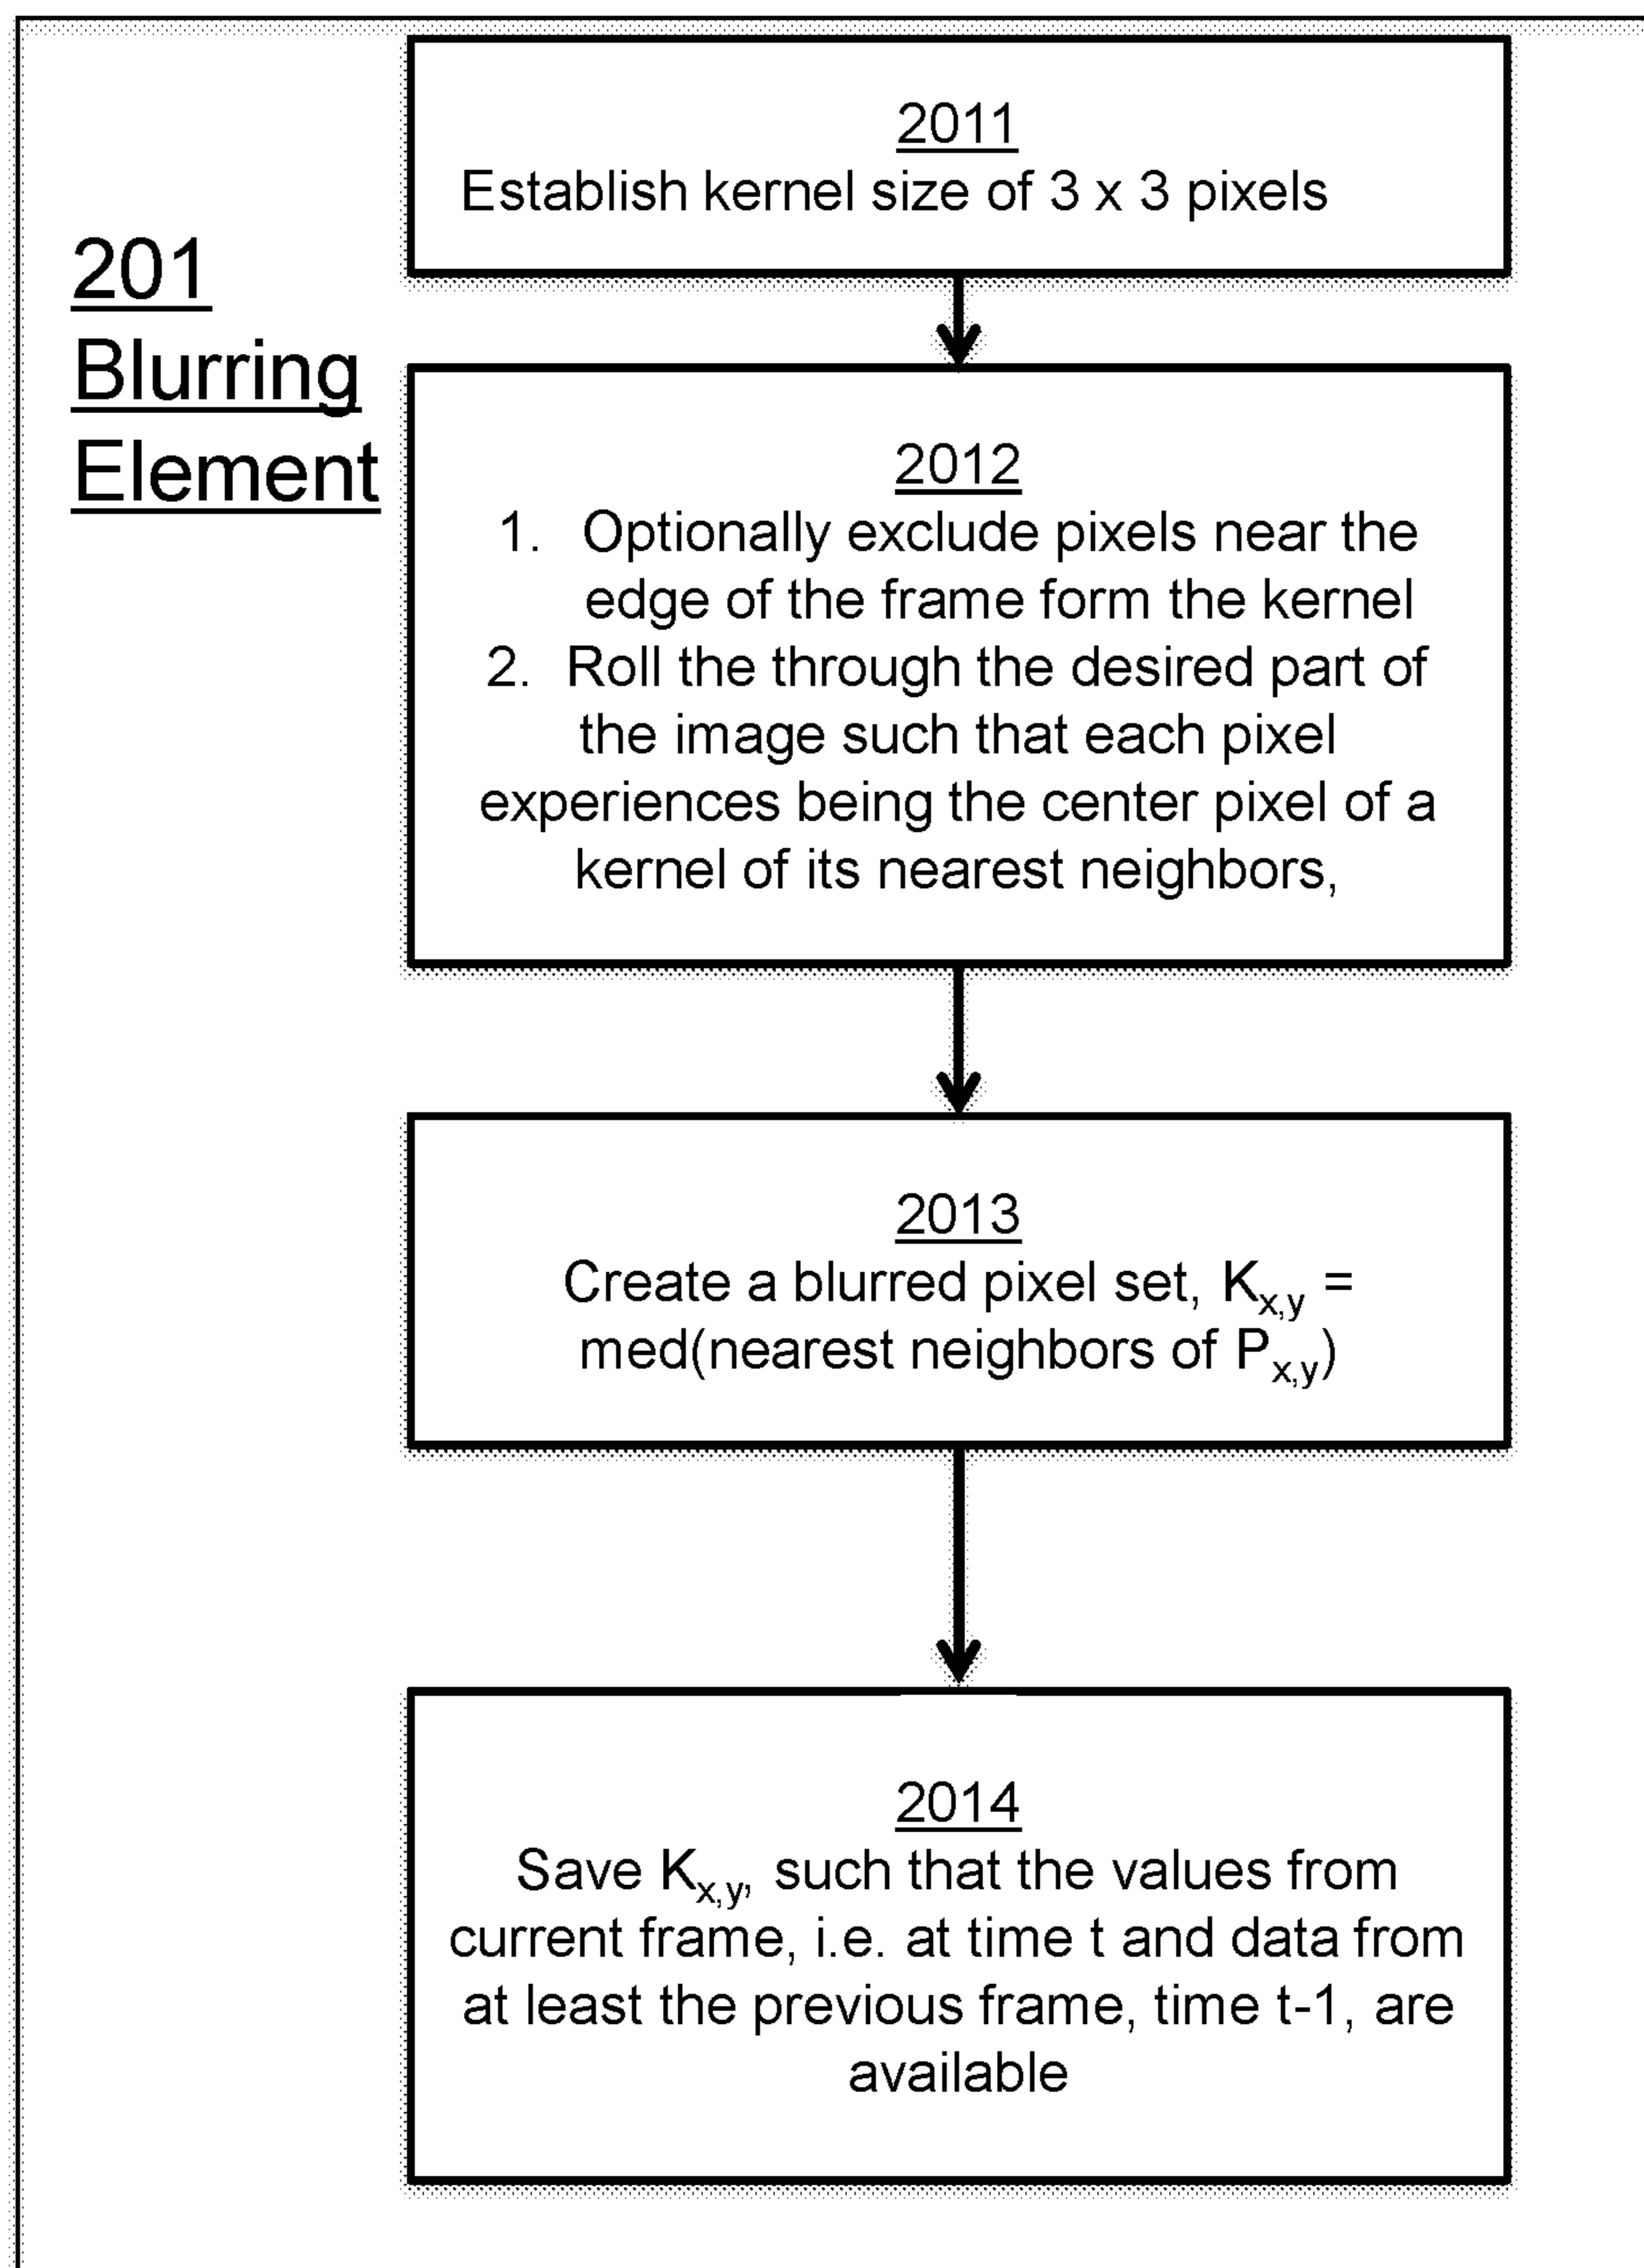 201
Blurring
Element
2011
Establish kernel size of 3 x 3 pixels
2012
1. Optionally exclude pixels near the
edge of the frame form the kernel
2. Roll the through the desired part of
the image such that each pixel
experiences being the center pixel of a
kernel of its nearest neighbors,
2013
Create a blurred pixel set, Kx,y =
med(nearest neighbors of Px,y)
2014
Save Kx,y, such that the values from
current frame, i.e. at time t and data from
at least the previous frame, time t-1, are
available